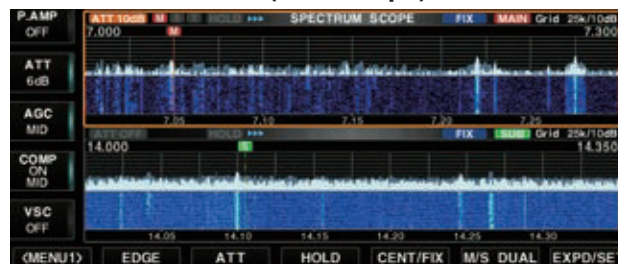 P.AMP
OFF
ATT
6dB
AGC
MID
COMP
ON
MID
VSC
OFF
ATT 10dB M HOLD SPECTRUM SCOPE FIX MAIN Grid 25k/10dB
7.000 M 7.300
7.05 7.10 7.15 7.20 7.25
ATT OFF HOLD FIX SUB Grid 25k/10dB
14.000 S 14.350
14.05 14.10 14.15 14.20 14.25 14.30
<MENU1> EDGE ATT HOLD CENT/FIX M/S DUAL EXPD/SET